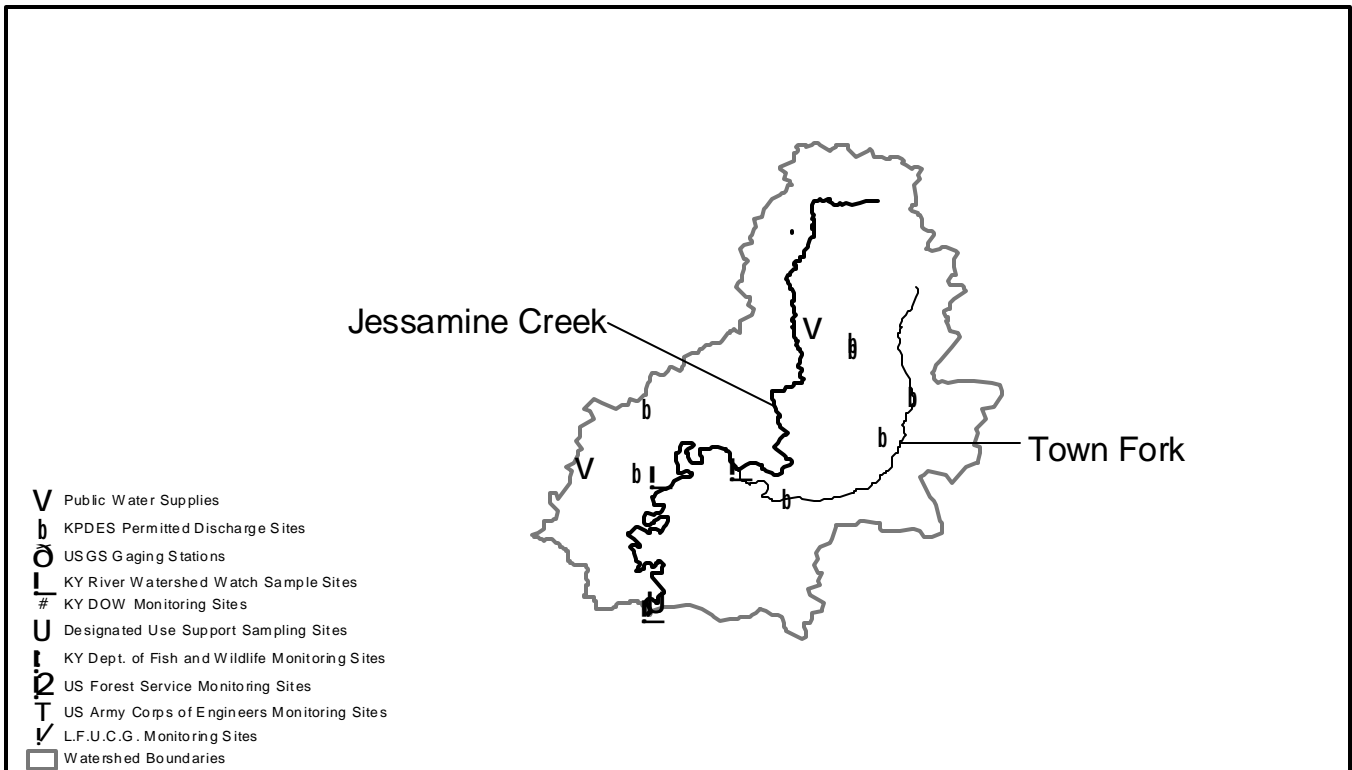 Jessamine Creek
Town Fork
V Public Water Supplies
b KPDES Permitted Discharge Sites
ð USGS Gaging Stations
KY River Watershed Watch Sample Sites
# KY DOW Monitoring Sites
U Designated Use Support Sampling Sites
KY Dept. of Fish and Wildlife Monitoring Sites
US Forest Service Monitoring Sites
T US Army Corps of Engineers Monitoring Sites
L.F.U.C.G. Monitoring Sites
Watershed Boundaries